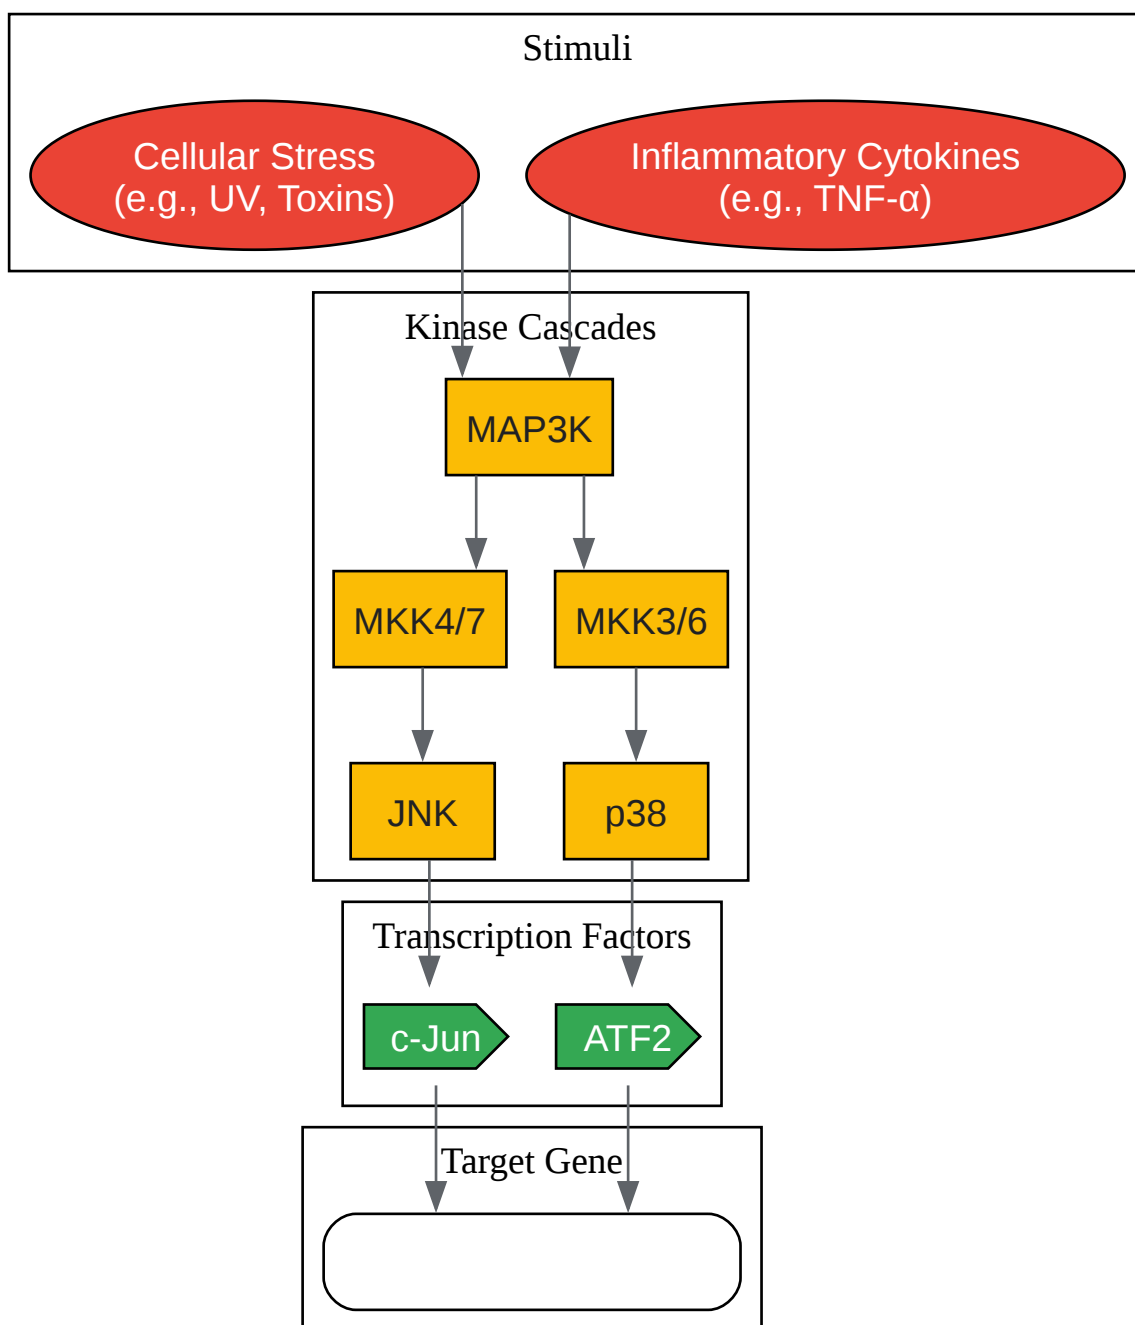 Stimuli
Cellular Stress
(e.g., UV, Toxins)
Inflammatory Cytokines
(e.g., TNF-α)
Kinase Cascades
MAP3K
MKK4/7
MKK3/6
JNK
p38
Transcription Factors
c-Jun
ATF2
Target Gene